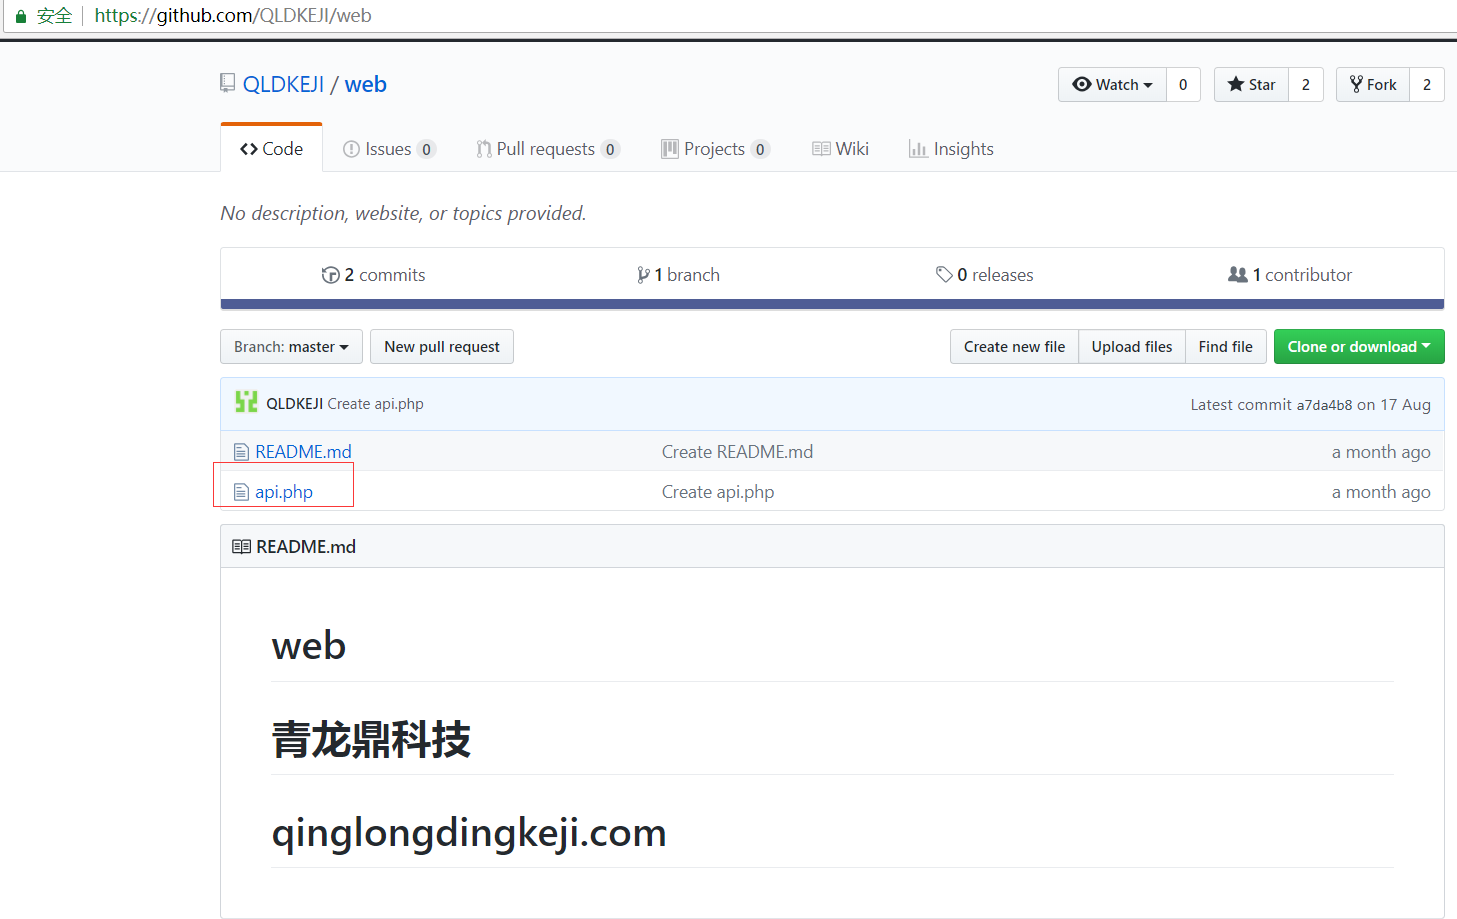 安全 https://github.com/QLDKEJI/web
QLDKEJI / web
Watch 0 Star 2 Fork 2
Code Issues 0 Pull requests 0 Projects 0 Wiki Insights
No description, website, or topics provided.
2 commits 1 branch 0 releases 1 contributor
Branch: master New pull request Create new file Upload files Find file Clone or download
QLDKEJI Create api.php Latest commit a7da4b8 on 17 Aug
README.md Create README.md a month ago
api.php Create api.php a month ago
README.md
web
青龙鼎科技
qinglongdingkeji.com